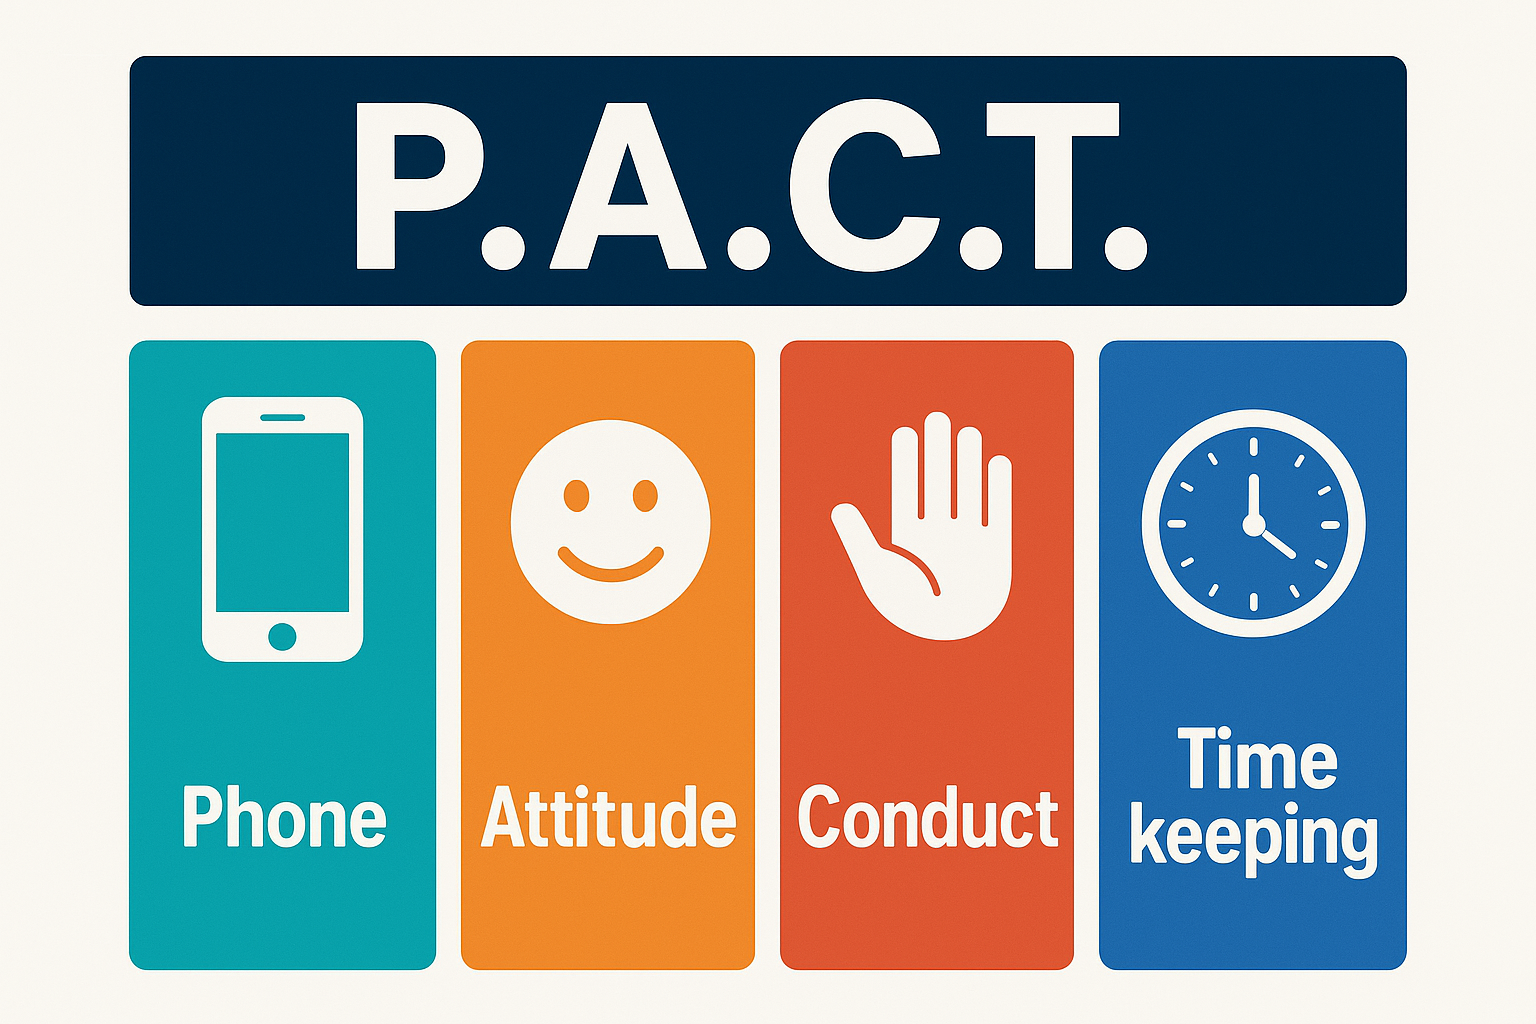 P.A.C.T.
Phone
Attitude
Conduct
Time
keeping